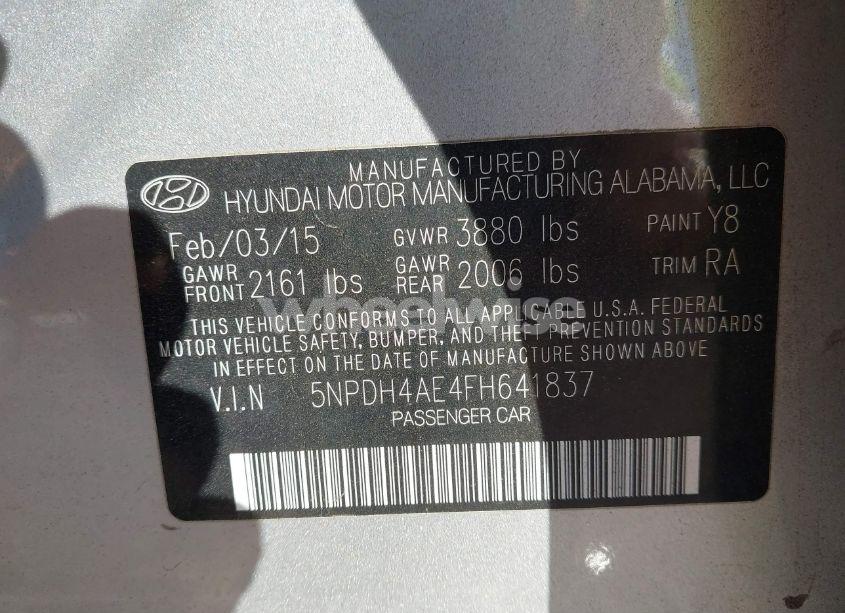 MANUFACTURED BY
HYUNDAI MOTOR MANUFACTURING ALABAMA, LLC
Feb/03/15 GVWR 3880 lbs PAINT Y8
GAWR FRONT 2161 lbs GAWR REAR 2006 lbs TRIM RA
wheelwise
THIS VEHICLE CONFORMS TO ALL APPLICABLE U.S.A. FEDERAL
MOTOR VEHICLE SAFETY, BUMPER, AND THEFT PREVENTION STANDARDS
IN EFFECT ON THE DATE OF MANUFACTURE SHOWN ABOVE.
V.I.N 5NPDH4AE4FH641837
PASSENGER CAR